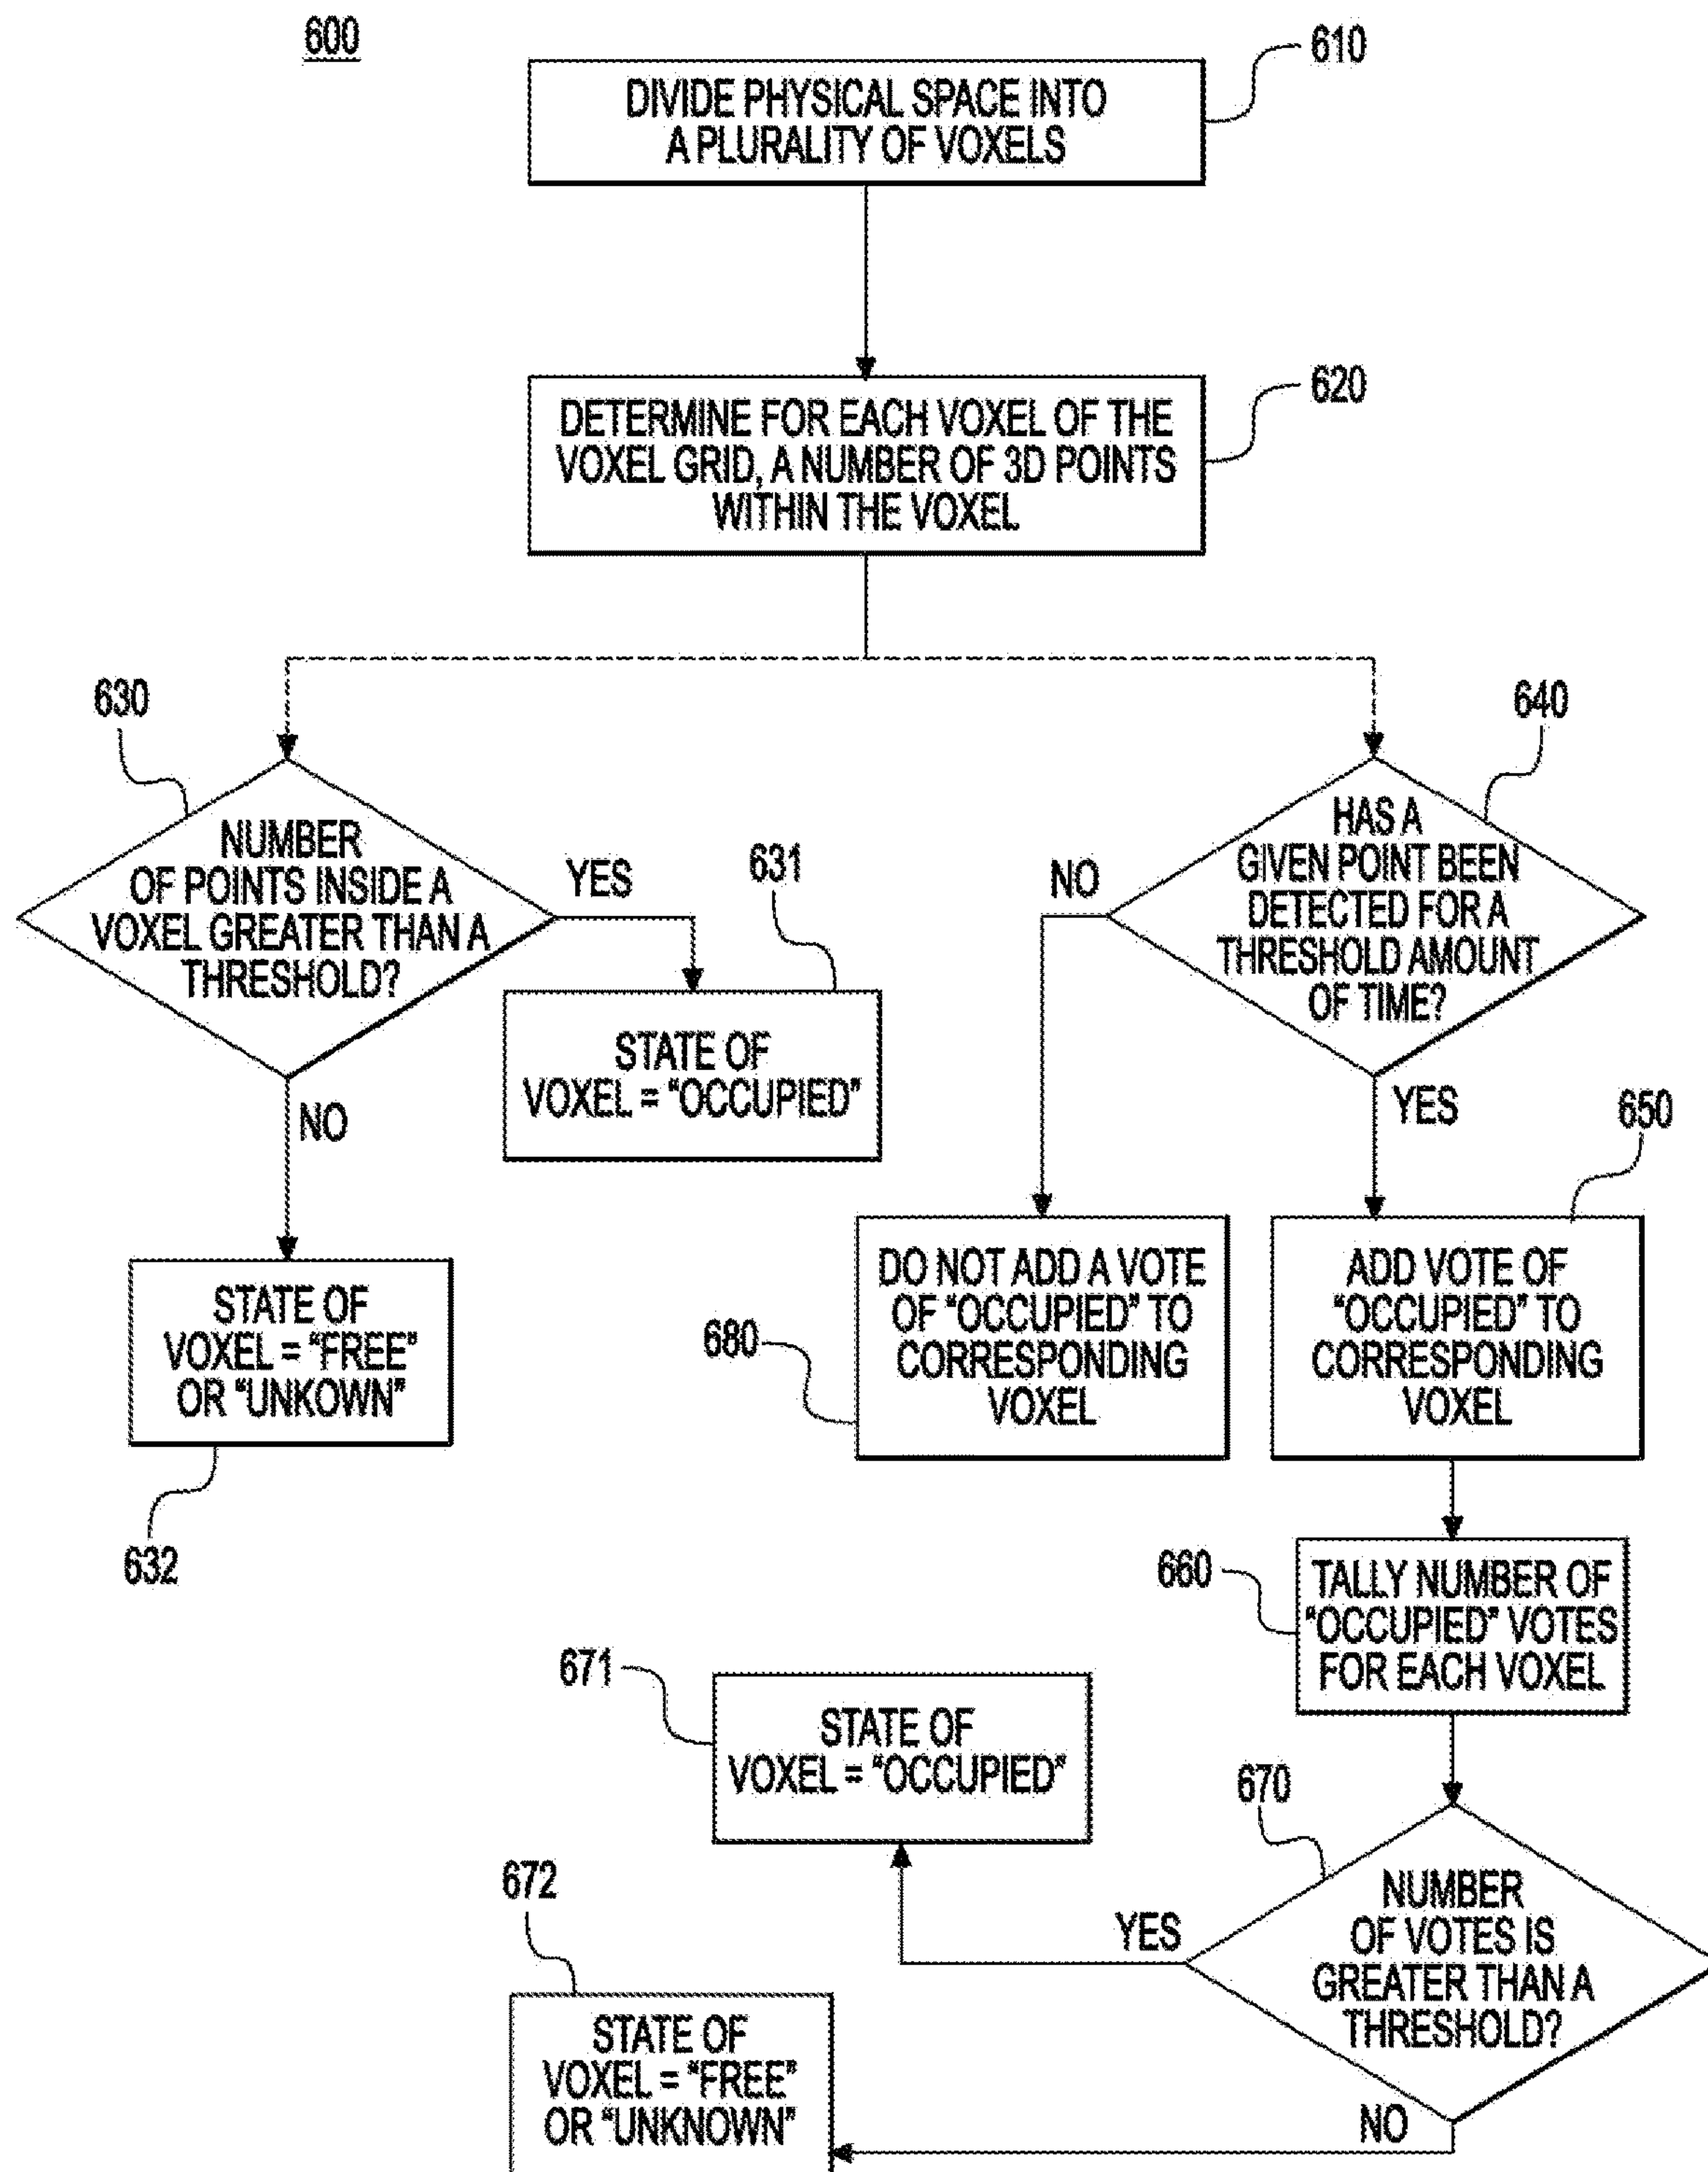 600
610
DIVIDE PHYSICAL SPACE INTO
A PLURALITY OF VOXELS
620
DETERMINE FOR EACH VOXEL OF THE
VOXEL GRID, A NUMBER OF 3D POINTS
WITHIN THE VOXEL
630
NUMBER
OF POINTS INSIDE A
VOXEL GREATER THAN A
THRESHOLD?
YES
631
STATE OF
VOXEL = "OCCUPIED"
NO
STATE OF
VOXEL = "FREE"
OR "UNKOWN"
632
640
HAS A
GIVEN POINT BEEN
DETECTED FOR A
THRESHOLD AMOUNT
OF TIME?
NO
YES
650
DO NOT ADD A VOTE
OF "OCCUPIED" TO
CORRESPONDING
VOXEL
680
ADD VOTE OF
"OCCUPIED" TO
CORRESPONDING
VOXEL
660
TALLY NUMBER OF
"OCCUPIED" VOTES
FOR EACH VOXEL
671
STATE OF
VOXEL = "OCCUPIED"
670
NUMBER
OF VOTES IS
GREATER THAN A
THRESHOLD?
YES
672
STATE OF
VOXEL = "FREE"
OR "UNKNOWN"
NO